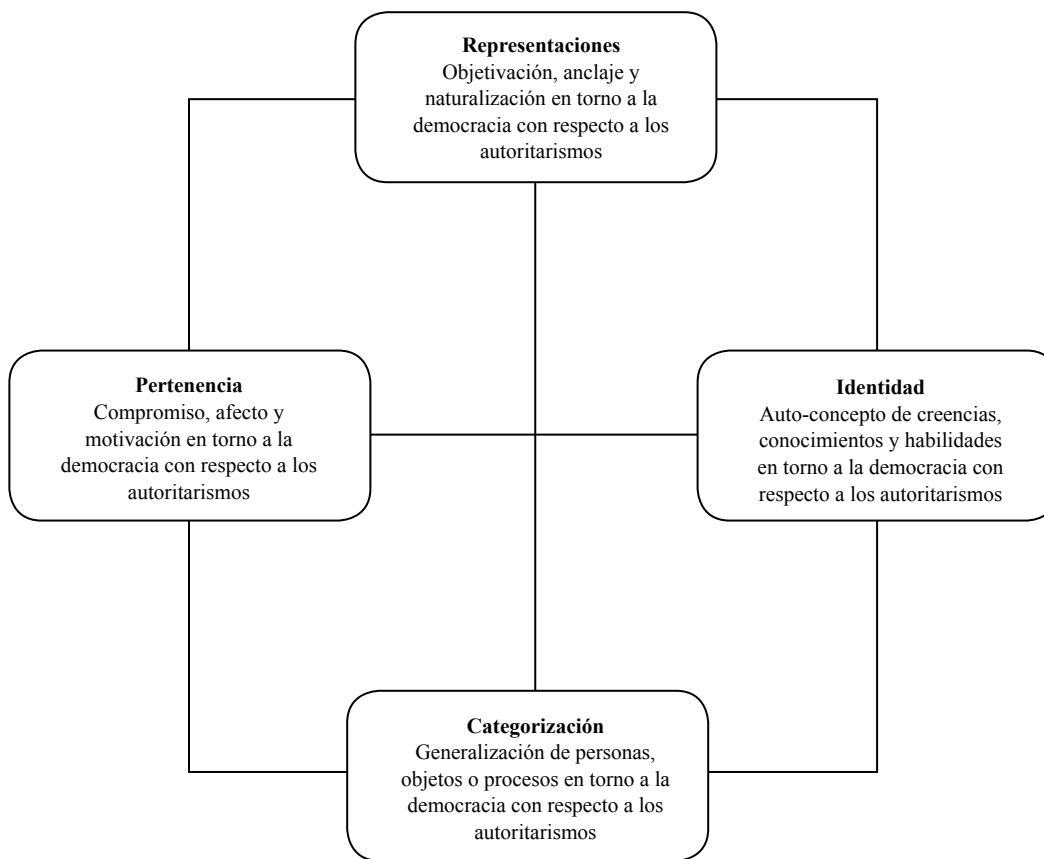 Representaciones
Objetivación, anclaje y
naturalización en torno a la
democracia con respecto a los
autoritarismos
Pertenencia
Compromiso, afecto y
motivación en torno a la
democracia con respecto a los
autoritarismos
Identidad
Auto-concepto de creencias,
conocimientos y habilidades
en torno a la democracia con
respecto a los autoritarismos
Categorización
Generalización de personas,
objetos o procesos en torno a la
democracia con respecto a los
autoritarismos